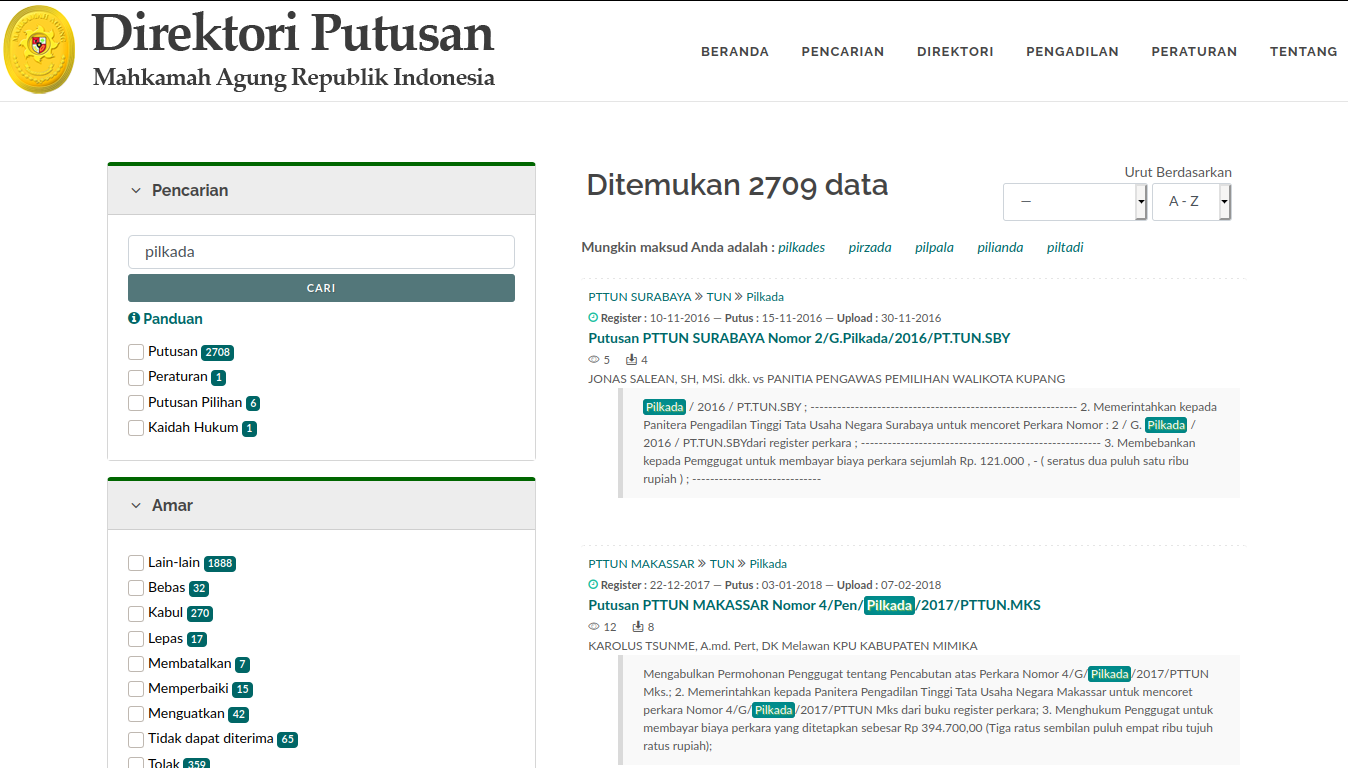 Direktori Putusan
Mahkamah Agung Republik Indonesia
BERANDA PENCARIAN DIREKTORI PENGADILAN PERATURAN TENTANG
Pencarian
pilkada
CARI
Panduan
Putusan 2708
Peraturan 1
Putusan Pilihan 6
Kaidah Hukum 1
Amar
Lain-lain 1888
Bebas 32
Kabul 270
Lepas 17
Membatalkan 7
Memperbaiki 15
Menguatkan 42
Tidak dapat diterima 65
Tolak 359
Ditemukan 2709 data
Urut Berdasarkan
— A - Z
Mungkin maksud Anda adalah : pilkades pirzada pilpala pilianda piltadi
PTTUN SURABAYA » TUN » Pilkada
Register : 10-11-2016 — Putus : 15-11-2016 — Upload : 30-11-2016
Putusan PTTUN SURABAYA Nomor 2/G.Pilkada/2016/PT.TUN.SBY
5 4
JONAS SALEAN, SH, MSi. dkk. vs PANITIA PENGAWAS PEMILIHAN WALIKOTA KUPANG
Pilkada / 2016 / PT.TUN.SBY ; ------------------------------------------------------------ 2. Memerintahkan kepada
Panitera Pengadilan Tinggi Tata Usaha Negara Surabaya untuk mencoret Perkara Nomor : 2 / G. Pilkada /
2016 / PT.TUN.SBYdari register perkara ; ------------------------------------------------------ 3. Membebankan
kepada Pemggugat untuk membayar biaya perkara sejumlah Rp. 121.000 , - ( seratus dua puluh satu ribu
rupiah ) ; -----------------------------
PTTUN MAKASSAR » TUN » Pilkada
Register : 22-12-2017 — Putus : 03-01-2018 — Upload : 07-02-2018
Putusan PTTUN MAKASSAR Nomor 4/Pen/Pilkada/2017/PTTUN.MKS
12 8
KAROLUS TSUNME, A.md. Pert, DK Melawan KPU KABUPATEN MIMIKA
Mengabulkan Permohonan Penggugat tentang Pencabutan atas Perkara Nomor 4/G/Pilkada/2017/PTTUN
Mks.; 2. Memerintahkan kepada Panitera Pengadilan Tinggi Tata Usaha Negara Makassar untuk mencoret
perkara Nomor 4/G/Pilkada/2017/PTTUN Mks dari buku register perkara; 3. Menghukum Penggugat untuk
membayar biaya perkara yang ditetapkan sebesar Rp 394.700,00 (Tiga ratus sembilan puluh empat ribu tujuh
ratus rupiah);